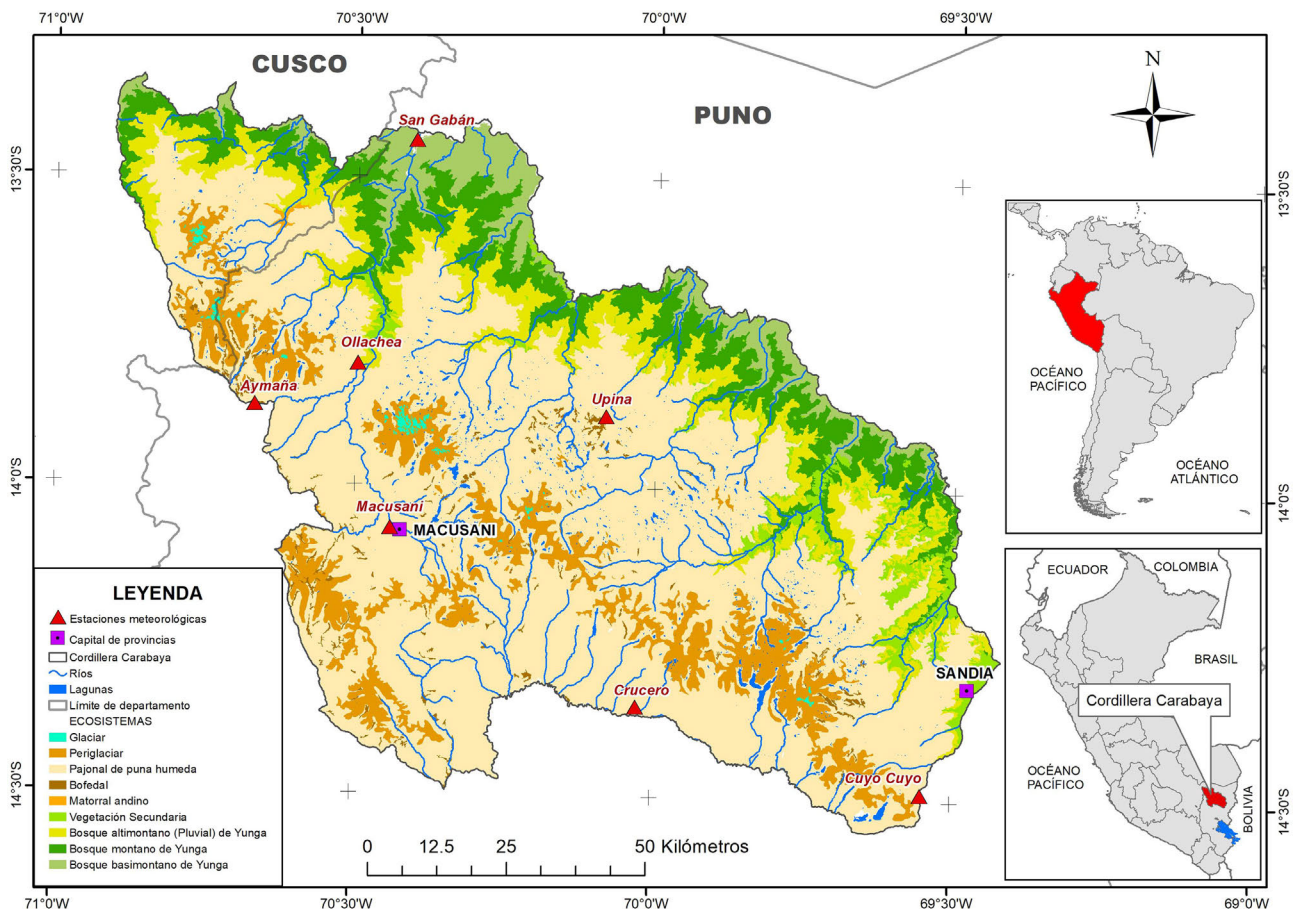 71°0'W
70°30'W
70°0'W
69°30'W
CUSCO
PUNO
N
13°30'S
13°30'S
San Gabán
Ollachea
Aymaña
Upina
OCÉANO
PACÍFICO
OCÉANO
ATLÁNTICO
14°0'S
14°0'S
Macusani
MACUSANI
LEYENDA
Estaciones meteorológicas
Capital de provincias
Cordillera Carabaya
Ríos
Lagunas
Límite de departamento
ECOSISTEMAS
Glaciar
Periglaciar
Pajonal de puna humeda
Bofedal
Matorral andino
Vegetación Secundaria
Bosque altimontano (Pluvial) de Yunga
Bosque montano de Yunga
Bosque basimontano de Yunga
SANDIA
Crucero
Cuyo Cuyo
ECUADOR
COLOMBIA
BRASIL
Cordillera Carabaya
OCÉANO
PACÍFICO
BOLIVIA
14°30'S
14°30'S
0 12.5 25 50 Kilómetros
71°0'W
70°30'W
70°0'W
69°30'W
69°0'W